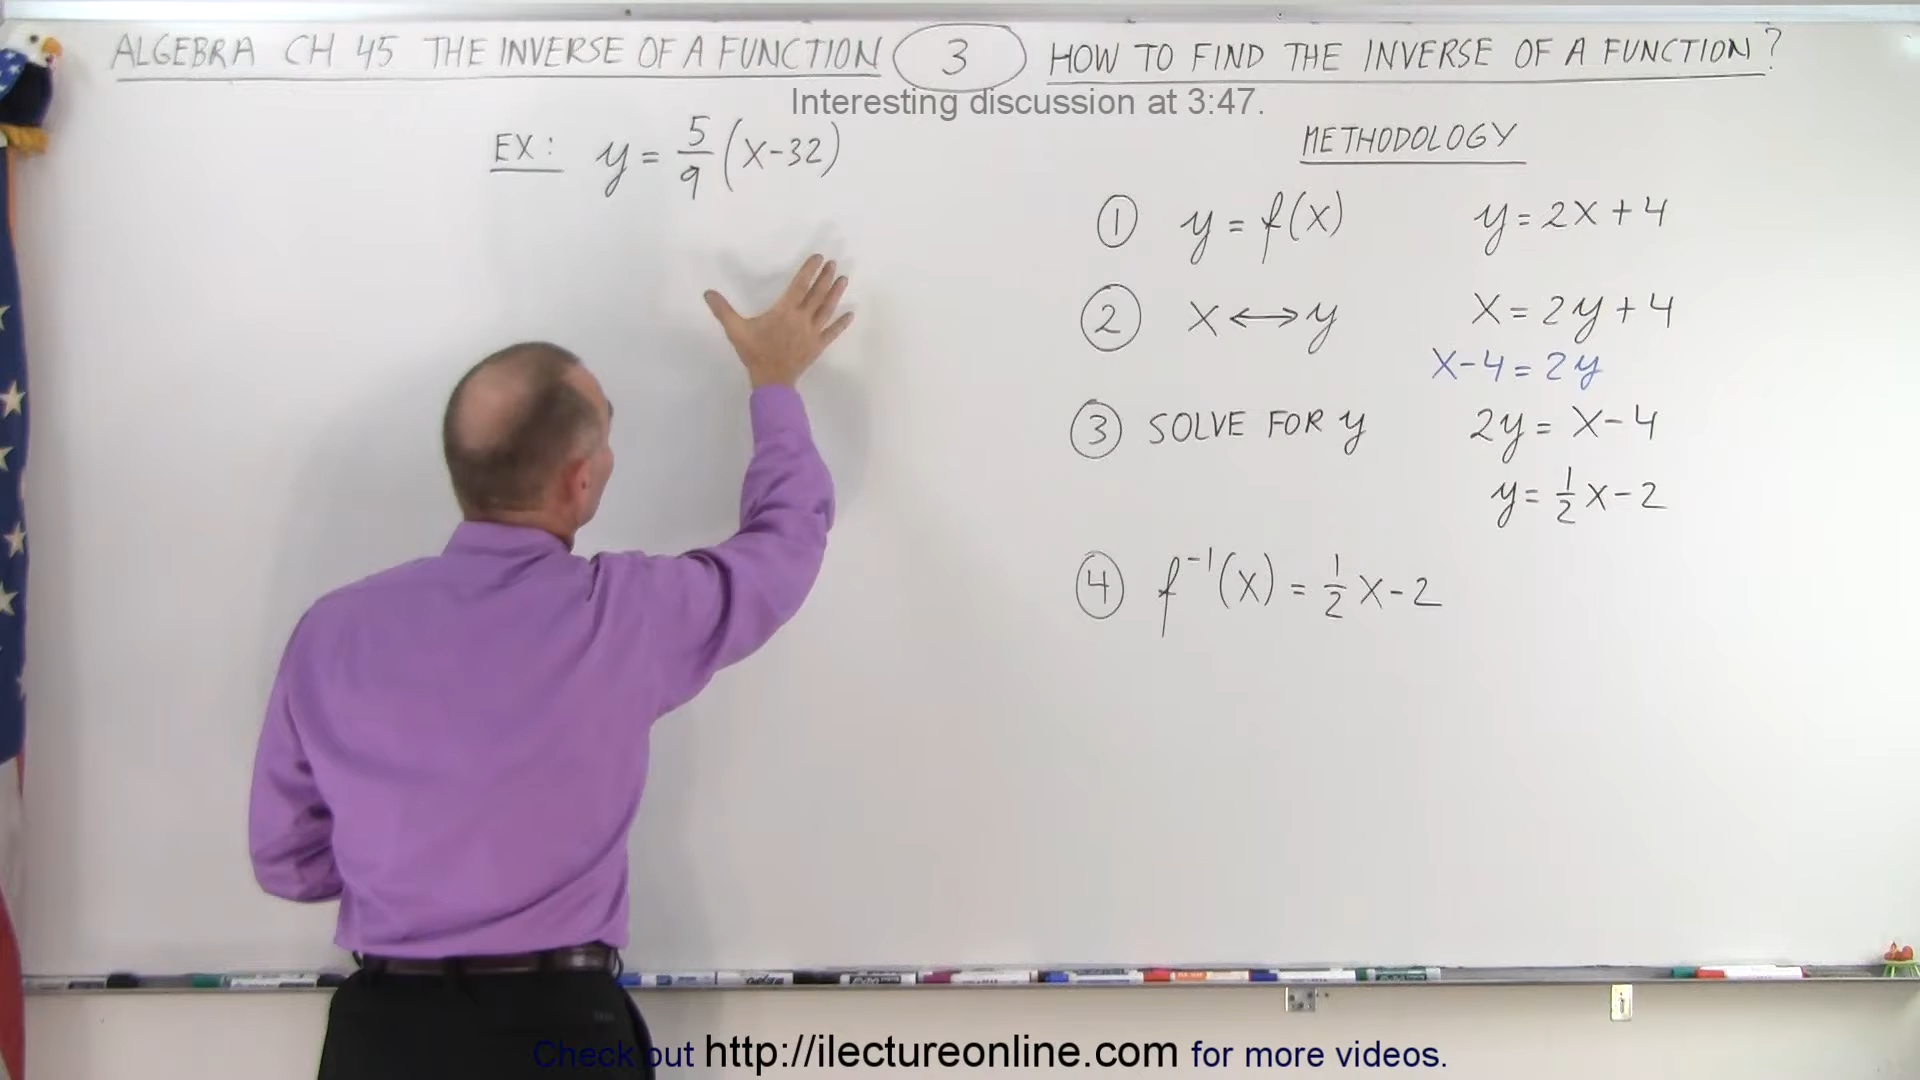 ALGEBRA CH 45 THE INVERSE OF A FUNCTION 3 HOW TO FIND THE INVERSE OF A FUNCTION?
Interesting discussion at 3:47.
EX: y = 5/9 (x-32)
METHODOLOGY
① y = f(x) y = 2x + 4
② x ⟷ y x = 2y + 4
x-4 = 2y
③ SOLVE FOR y 2y = x-4
y = 1/2 x - 2
④ f⁻¹(x) = 1/2 x - 2
Check out http://ilectureonline.com for more videos.